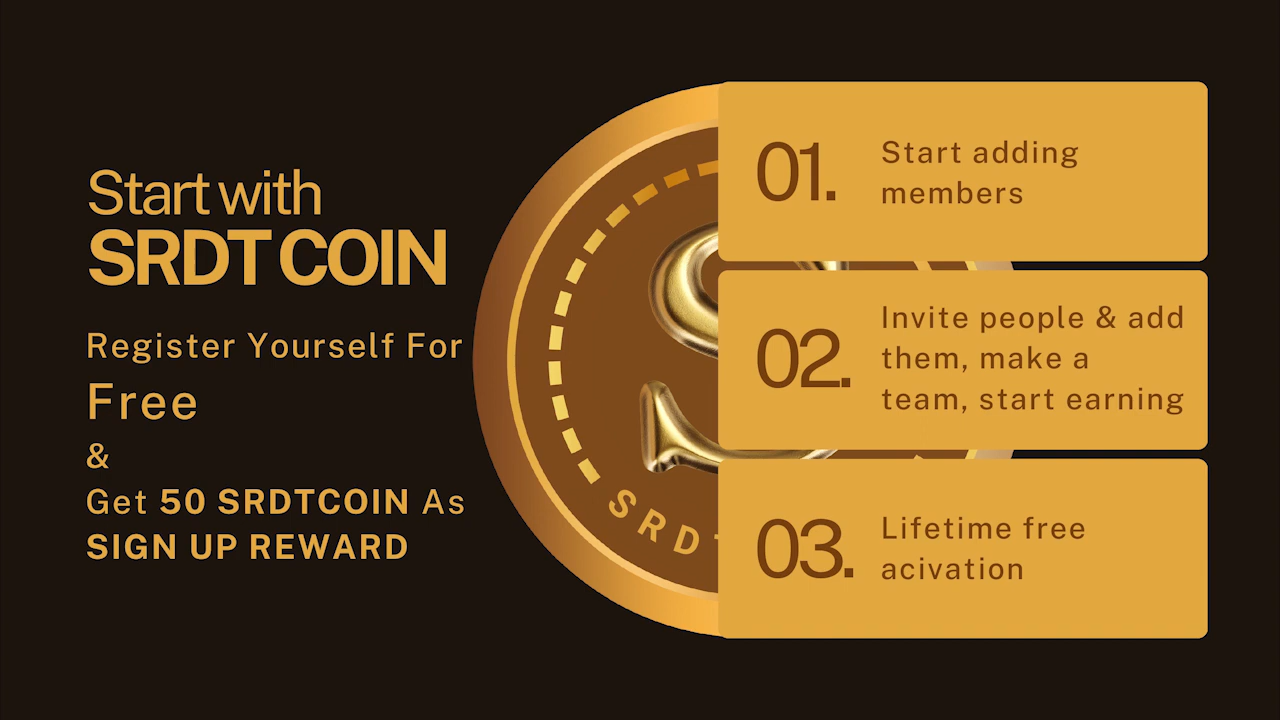 Start with
SRDT COIN
Register Yourself For
Free
&
Get 50 SRDTCOIN As
SIGN UP REWARD
SRDT
01.
Start adding
members
02.
Invite people & add
them, make a
team, start earning
03.
Lifetime free
acivation